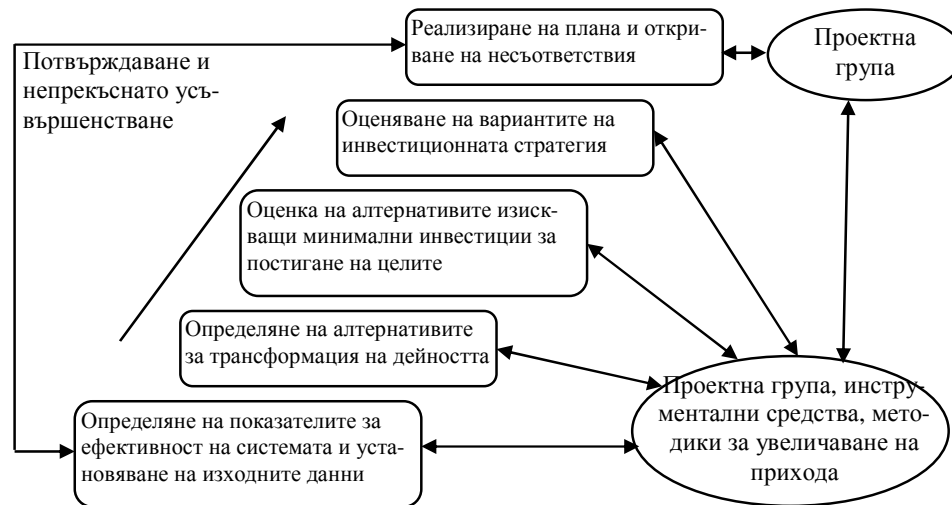 Реализиране на плана и откри-
ване на несъответствия
Проектна
група
Потвърждаване и
непрекъснато усъ-
вършенстване
Оценяване на вариантите на
инвестиционната стратегия
Оценка на алтернативите изиск-
ващи минимални инвестиции за
постигане на целите
Определяне на алтернативите
за трансформация на дейността
Проектна група, инстру-
ментални средства, мето-
дики за увеличаване на
прихода
Определяне на показателите за
ефективност на системата и уста-
новяване на изходните данни